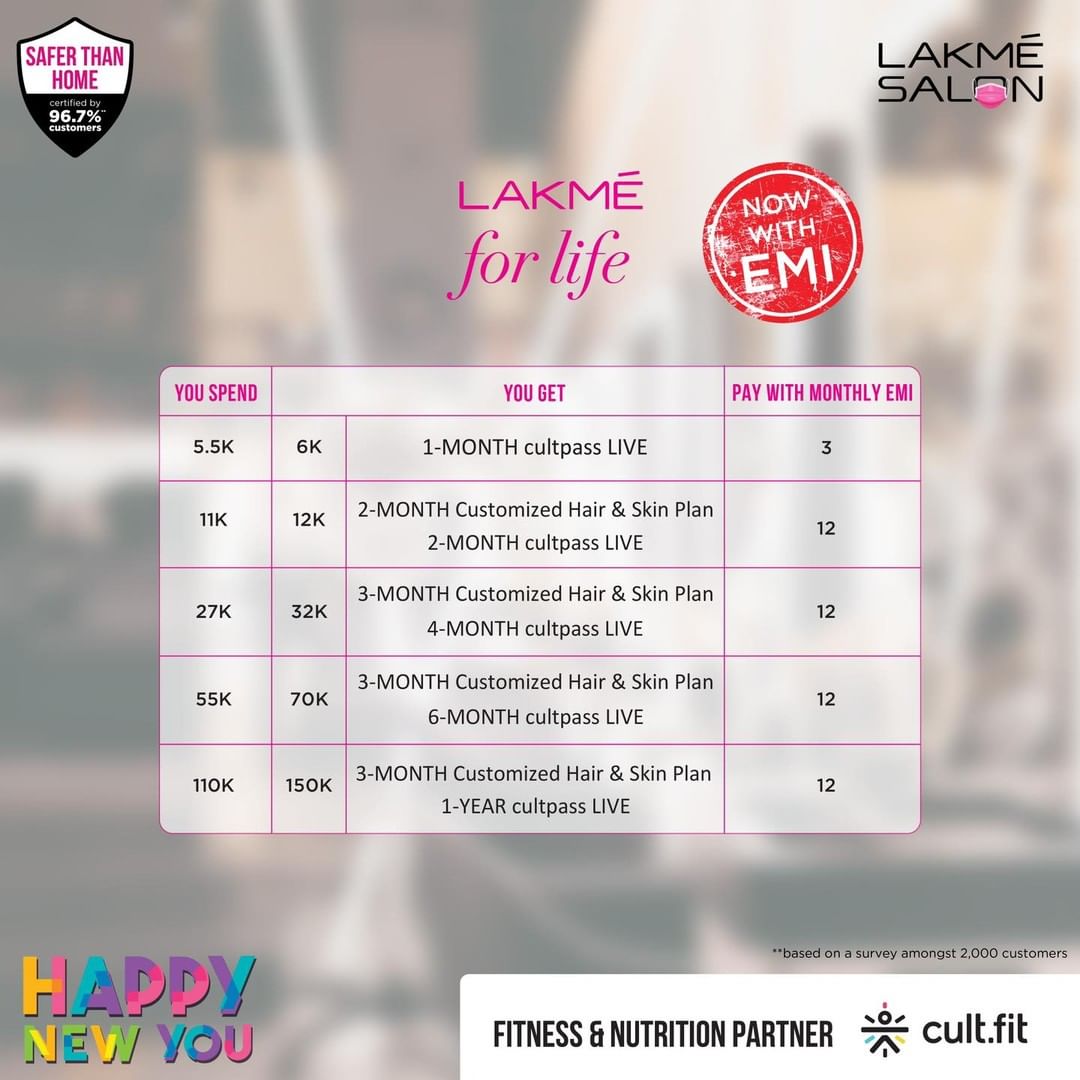 SAFER THAN
HOME
certified by
96.7%**
customers
LAKMÉ
SALON
LAKMÉ
for life
NOW
WITH
EMI
YOU SPEND YOU GET PAY WITH MONTHLY EMI
5.5K 6K 1-MONTH cultpass LIVE 3
11K 12K 2-MONTH Customized Hair & Skin Plan
2-MONTH cultpass LIVE 12
27K 32K 3-MONTH Customized Hair & Skin Plan
4-MONTH cultpass LIVE 12
55K 70K 3-MONTH Customized Hair & Skin Plan
6-MONTH cultpass LIVE 12
110K 150K 3-MONTH Customized Hair & Skin Plan
1-YEAR cultpass LIVE 12
**based on a survey amongst 2,000 customers
HAPPY
NEW YOU
FITNESS & NUTRITION PARTNER cult.fit